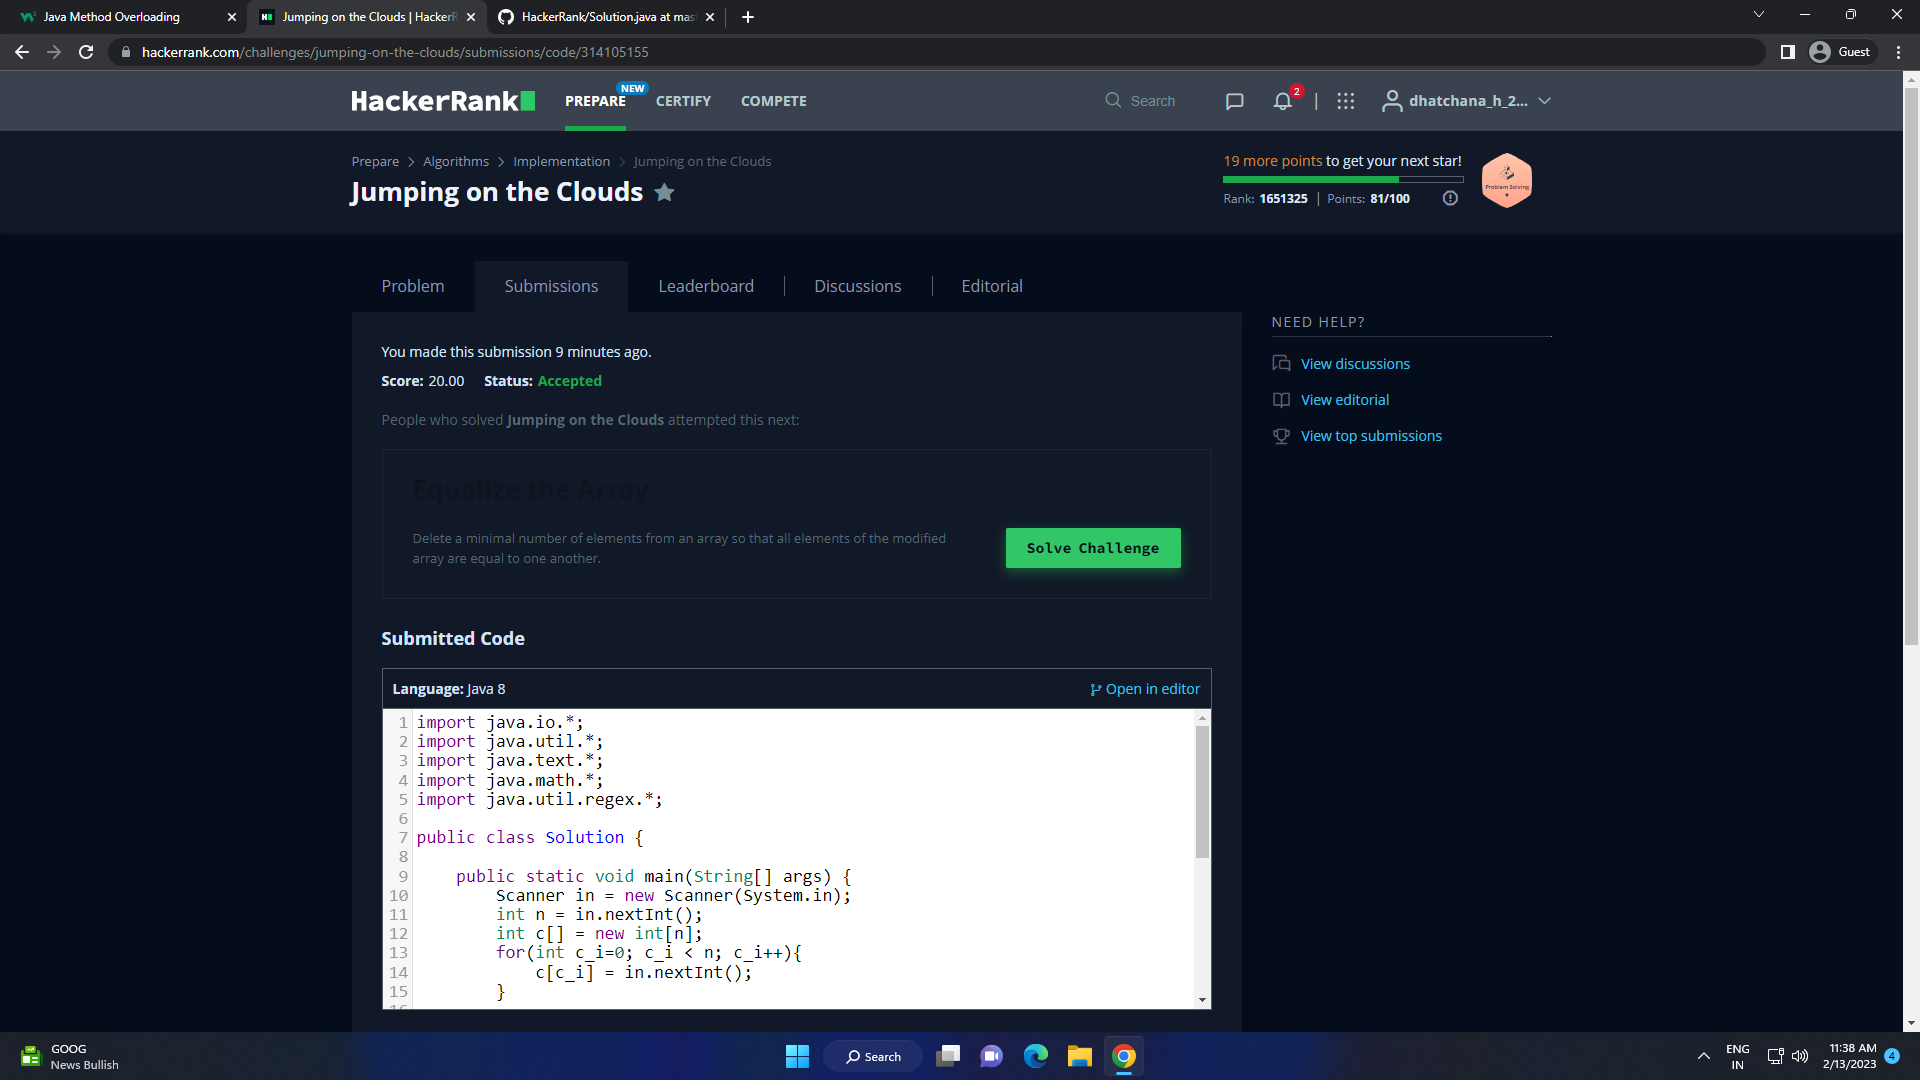 Java Method Overloading
Jumping on the Clouds | HackerR
HackerRank/Solution.java at mas
hackerrank.com/challenges/jumping-on-the-clouds/submissions/code/314105155
Guest
HackerRank
PREPARE
NEW
CERTIFY
COMPETE
Search
2
dhatchana_h_2...
Prepare > Algorithms > Implementation > Jumping on the Clouds
Jumping on the Clouds
19 more points to get your next star!
Rank: 1651325 | Points: 81/100
Problem Solving
Problem
Submissions
Leaderboard
Discussions
Editorial
You made this submission 9 minutes ago.
Score: 20.00 Status: Accepted
People who solved Jumping on the Clouds attempted this next:
Equalize the Array
Delete a minimal number of elements from an array so that all elements of the modified
array are equal to one another.
Solve Challenge
NEED HELP?
View discussions
View editorial
View top submissions
Submitted Code
Language: Java 8
Open in editor
1 import java.io.*;
2 import java.util.*;
3 import java.text.*;
4 import java.math.*;
5 import java.util.regex.*;
6
7 public class Solution {
8
9 public static void main(String[] args) {
10 Scanner in = new Scanner(System.in);
11 int n = in.nextInt();
12 int c[] = new int[n];
13 for(int c_i=0; c_i < n; c_i++){
14 c[c_i] = in.nextInt();
15 }
GOOG
News Bullish
Search
ENG
IN
11:38 AM
2/13/2023
4